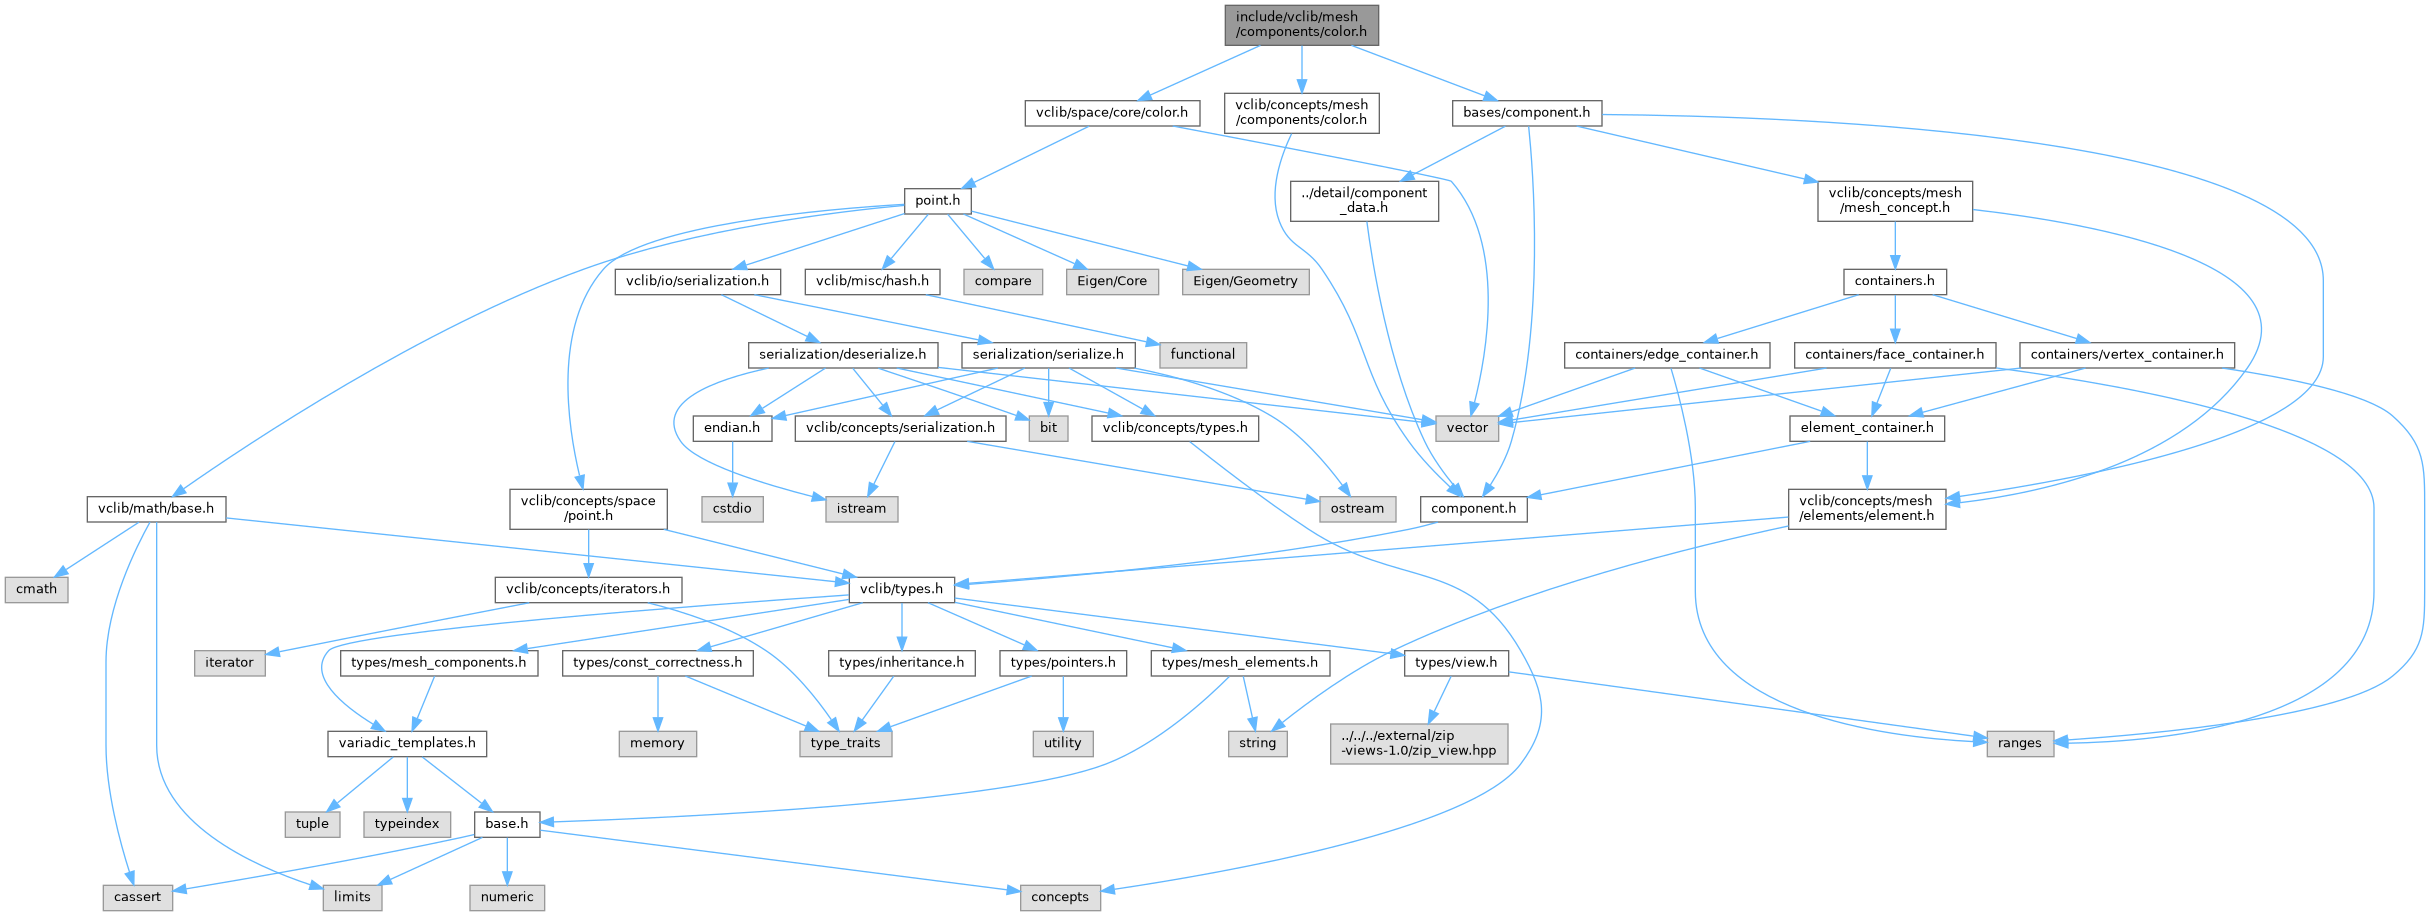 include/vclib/mesh
/components/color.h
vclib/space/core/color.h
vclib/concepts/mesh
/components/color.h
bases/component.h
point.h
../detail/component
_data.h
vclib/concepts/mesh
/mesh_concept.h
vclib/io/serialization.h
vclib/misc/hash.h
compare
Eigen/Core
Eigen/Geometry
containers.h
serialization/deserialize.h
serialization/serialize.h
functional
containers/edge_container.h
containers/face_container.h
containers/vertex_container.h
endian.h
vclib/concepts/serialization.h
bit
vclib/concepts/types.h
vector
element_container.h
vclib/math/base.h
vclib/concepts/space
/point.h
cstdio
istream
ostream
component.h
vclib/concepts/mesh
/elements/element.h
cmath
vclib/concepts/iterators.h
vclib/types.h
iterator
types/mesh_components.h
types/const_correctness.h
types/inheritance.h
types/pointers.h
types/mesh_elements.h
types/view.h
variadic_templates.h
memory
type_traits
utility
string
../../../external/zip
-views-1.0/zip_view.hpp
ranges
tuple
typeindex
base.h
cassert
limits
numeric
concepts